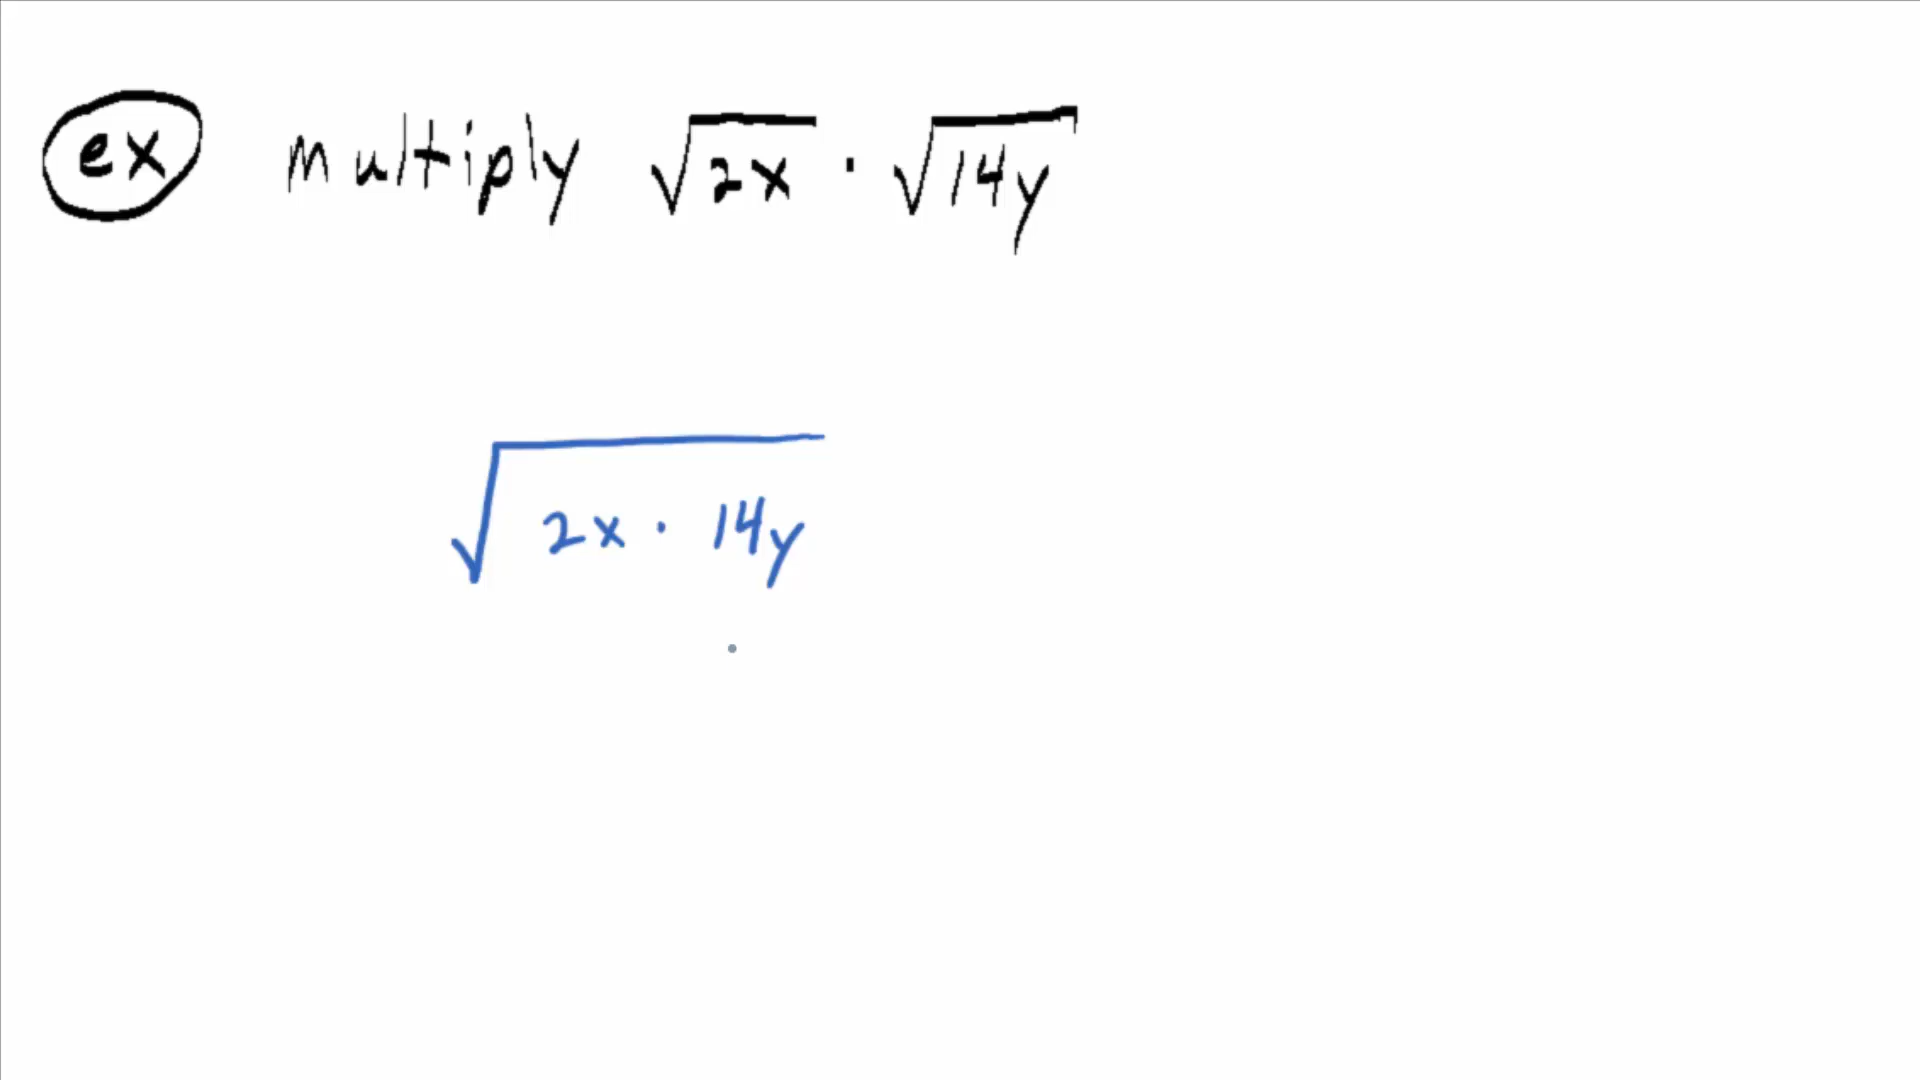 ex multiply √2x · √14y
√2x · 14y